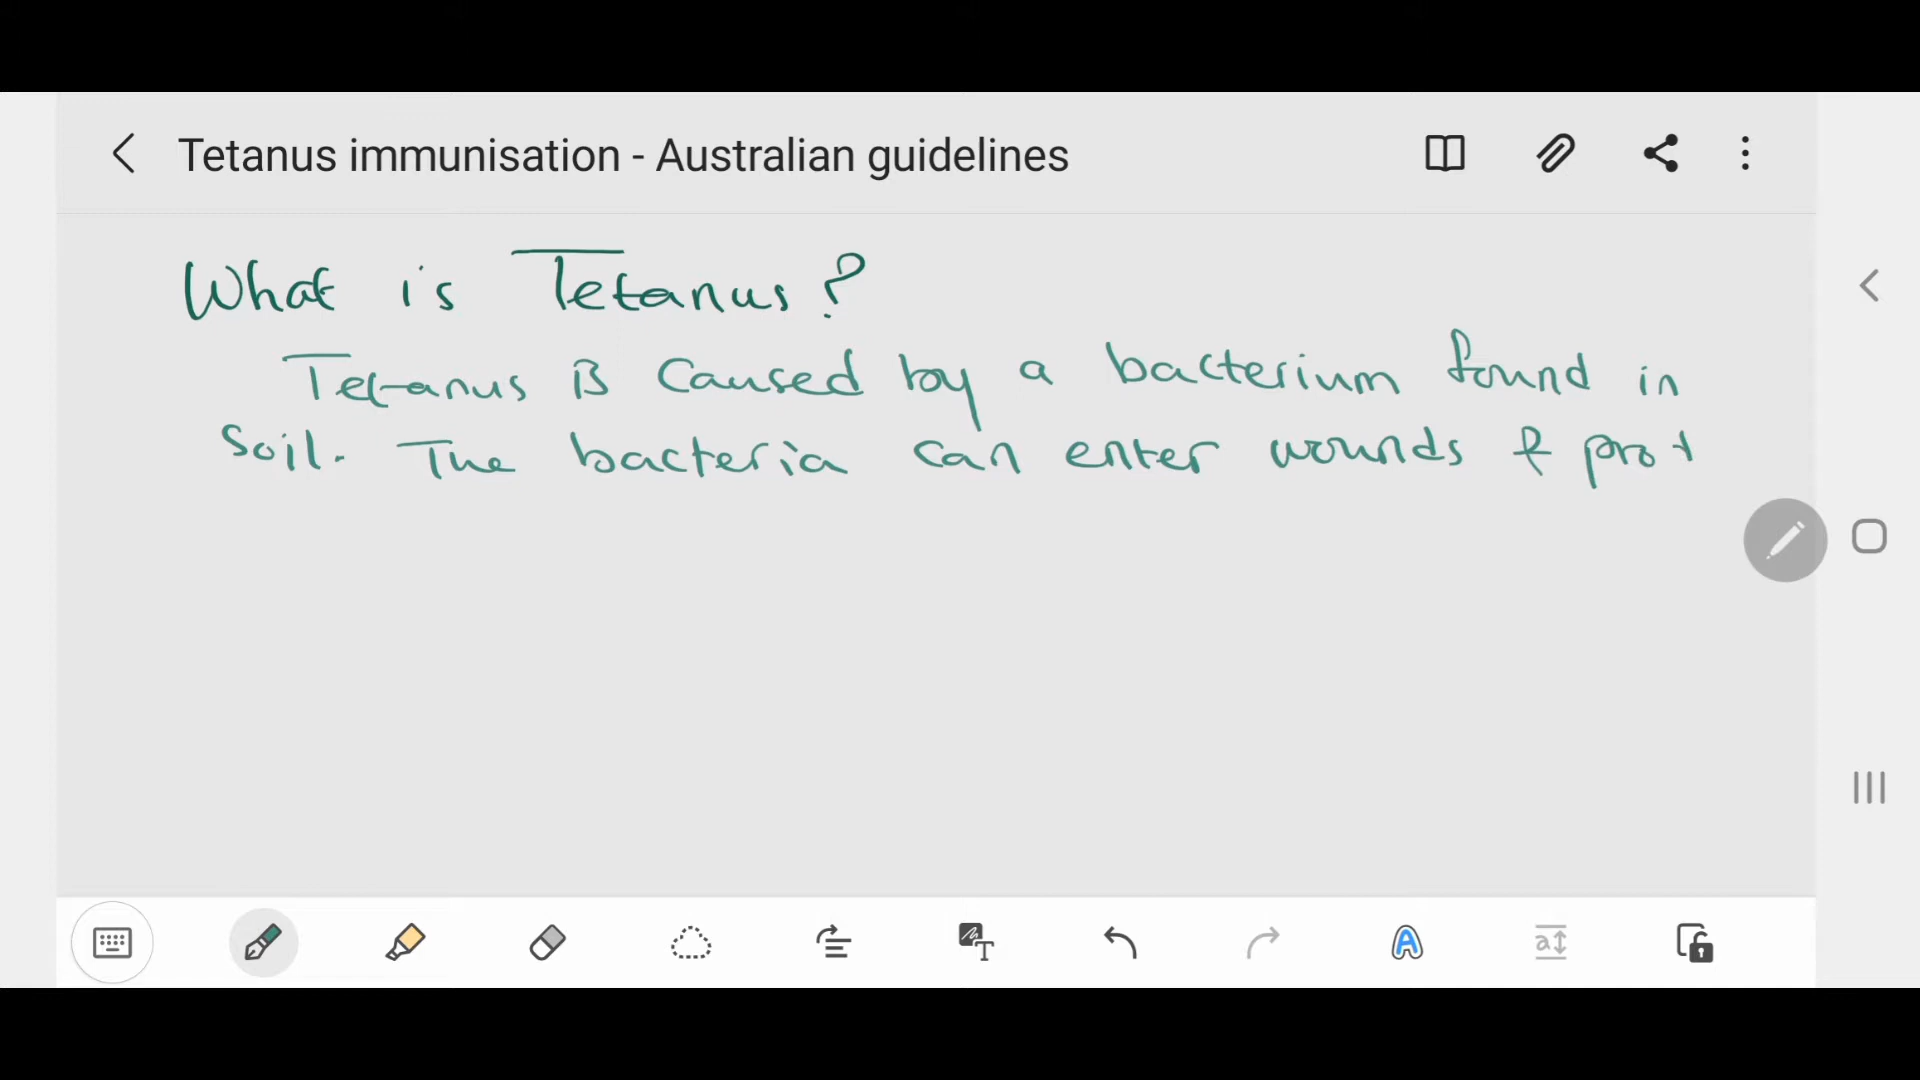 Tetanus immunisation - Australian guidelines
What is Tetanus?
Tetanus is caused by a bacterium found in
soil. The bacteria can enter wounds & prot